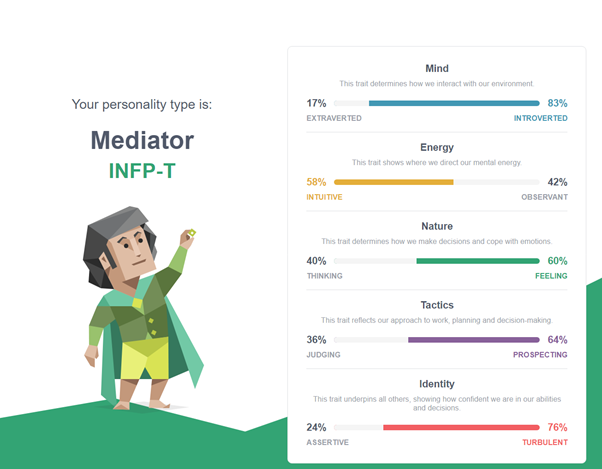 Your personality type is:
Mediator
INFP-T
Mind
This trait determines how we interact with our environment.
17% 83%
EXTRAVERTED INTROVERTED
Energy
This trait shows where we direct our mental energy.
58% 42%
INTUITIVE OBSERVANT
Nature
This trait determines how we make decisions and cope with emotions.
40% 60%
THINKING FEELING
Tactics
This trait reflects our approach to work, planning and decision-making.
36% 64%
JUDGING PROSPECTING
Identity
This trait underpins all others, showing how confident we are in our abilities
and decisions.
24% 76%
ASSERTIVE TURBULENT